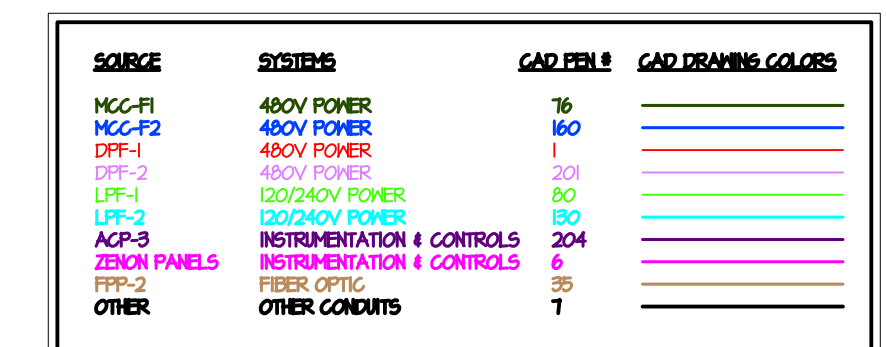 SOURCE SYSTEMS CAD PEN # CAD DRAWING COLORS
MCC-F1 480V POWER 76
MCC-F2 480V POWER 160
DPF-1 480V POWER 1
DPF-2 480V POWER 201
LPF-1 120/240V POWER 80
LPF-2 120/240V POWER 130
ACP-3 INSTRUMENTATION & CONTROLS 204
ZENON PANELS INSTRUMENTATION & CONTROLS 6
FPP-2 FIBER OPTIC 35
OTHER OTHER CONDUITS 7